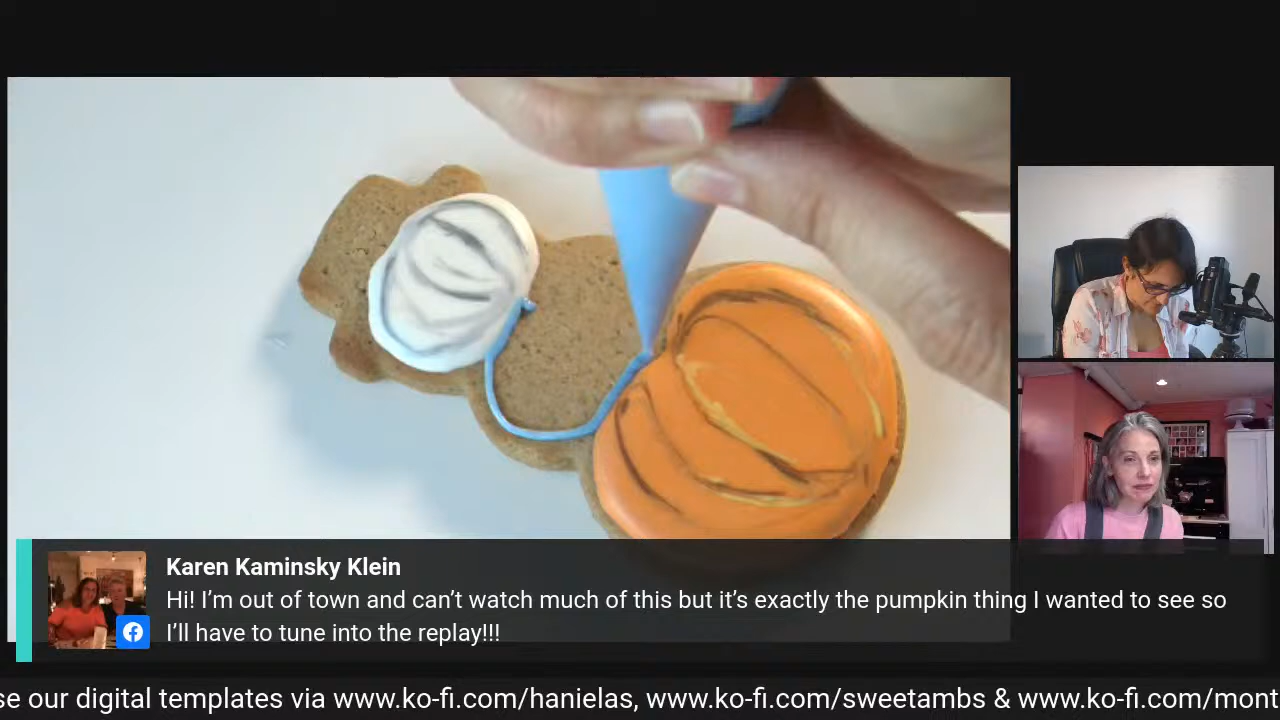 Karen Kaminsky Klein
Hi! I’m out of town and can’t watch much of this but it’s exactly the pumpkin thing I wanted to see so
I’ll have to tune into the replay!!!
se our digital templates via www.ko-fi.com/hanielas, www.ko-fi.com/sweetambs & www.ko-fi.com/mont